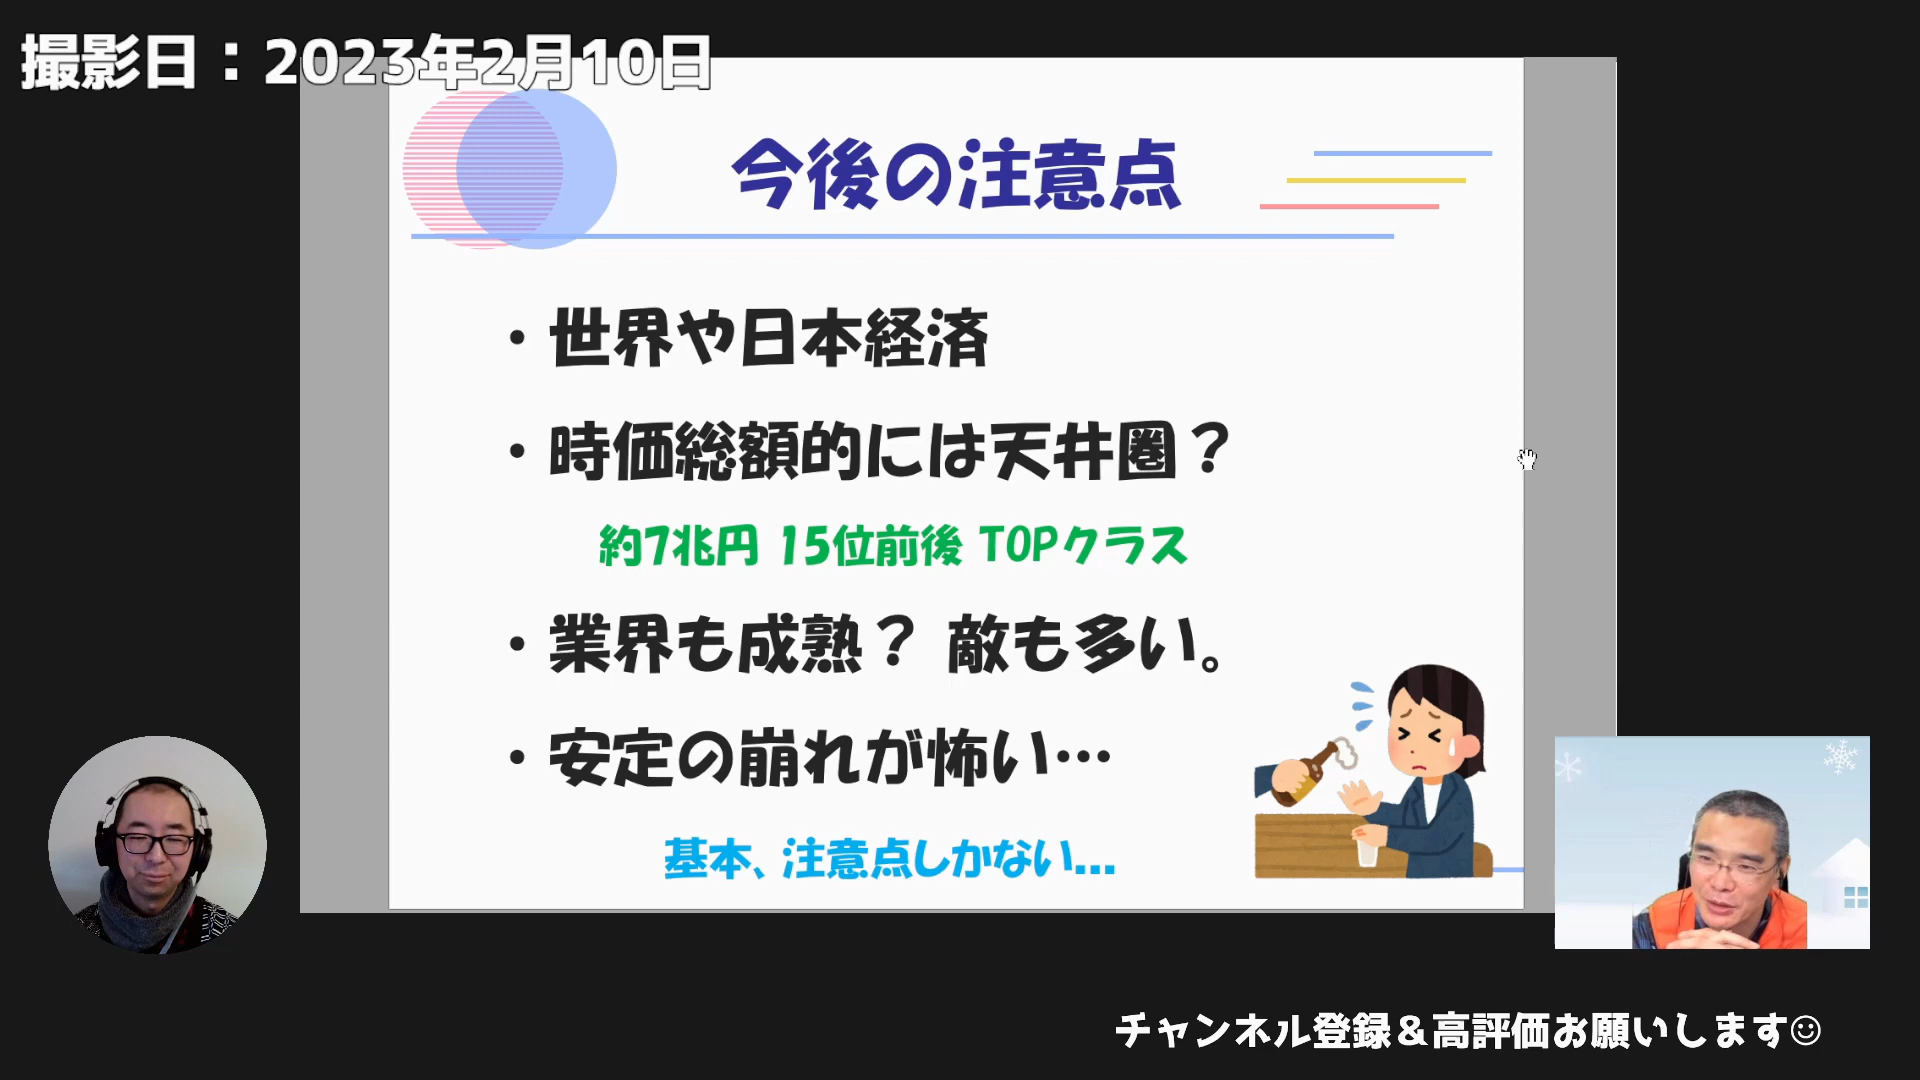 撮影日：2023年2月10日
今後の注意点
・世界や日本経済
・時価総額的には天井圏？
約7兆円 15位前後 TOPクラス
・業界も成熟？ 敵も多い。
・安定の崩れが怖い…
基本、注意点しかない...
チャンネル登録＆高評価お願いします☺